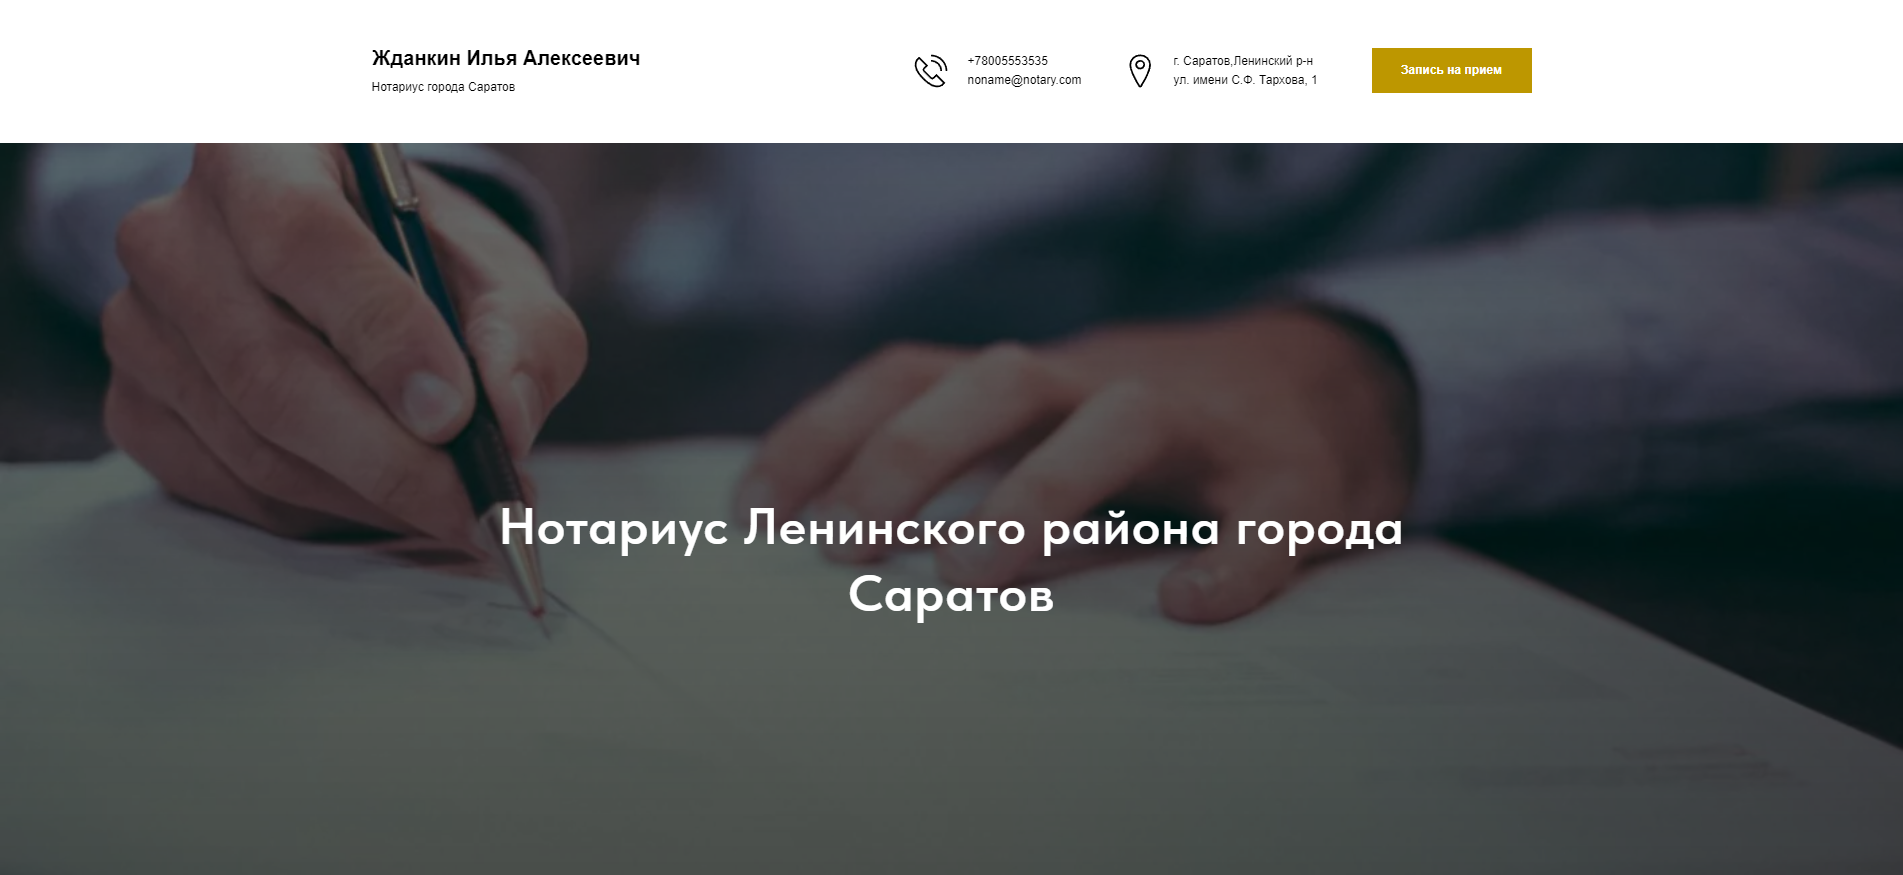 Жданкин Илья Алексеевич
Нотариус города Саратов
+78005553535
noname@notary.com
г. Саратов,Ленинский р-н
ул. имени С.Ф. Тархова, 1
Запись на прием
Нотариус Ленинского района города
Саратов